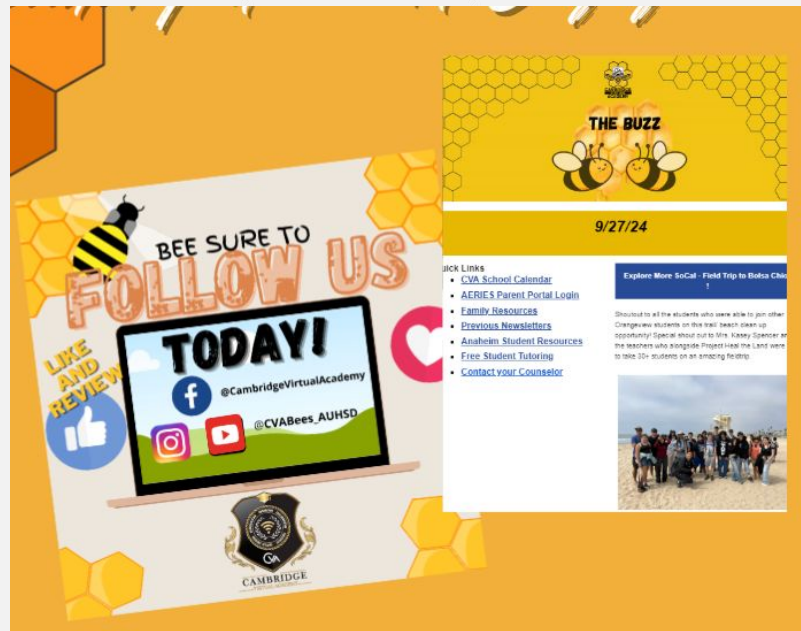 BEE SURE TO
FOLLOW US
TODAY!
LIKE
AND
REVIEW
@CambridgeVirtualAcademy
@CVABees_AUHSD
CVA
CAMBRIDGE
VIRTUAL ACADEMY
THE BUZZ
9/27/24
uick Links
CVA School Calendar
AERIES Parent Portal Login
Family Resources
Previous Newsletters
Anaheim Student Resources
Free Student Tutoring
Contact your Counselor
Explore More SoCal - Field Trip to Bolsa Chic
!
Shoutout to all the students who were able to join other
Orangeview students on this trail/ beach clean up
opportunity! Special shout out to Mrs. Kasey Spencer an
the teachers who alongside Project Heal the Land were
to take 30+ students on an amazing fieldtrip.